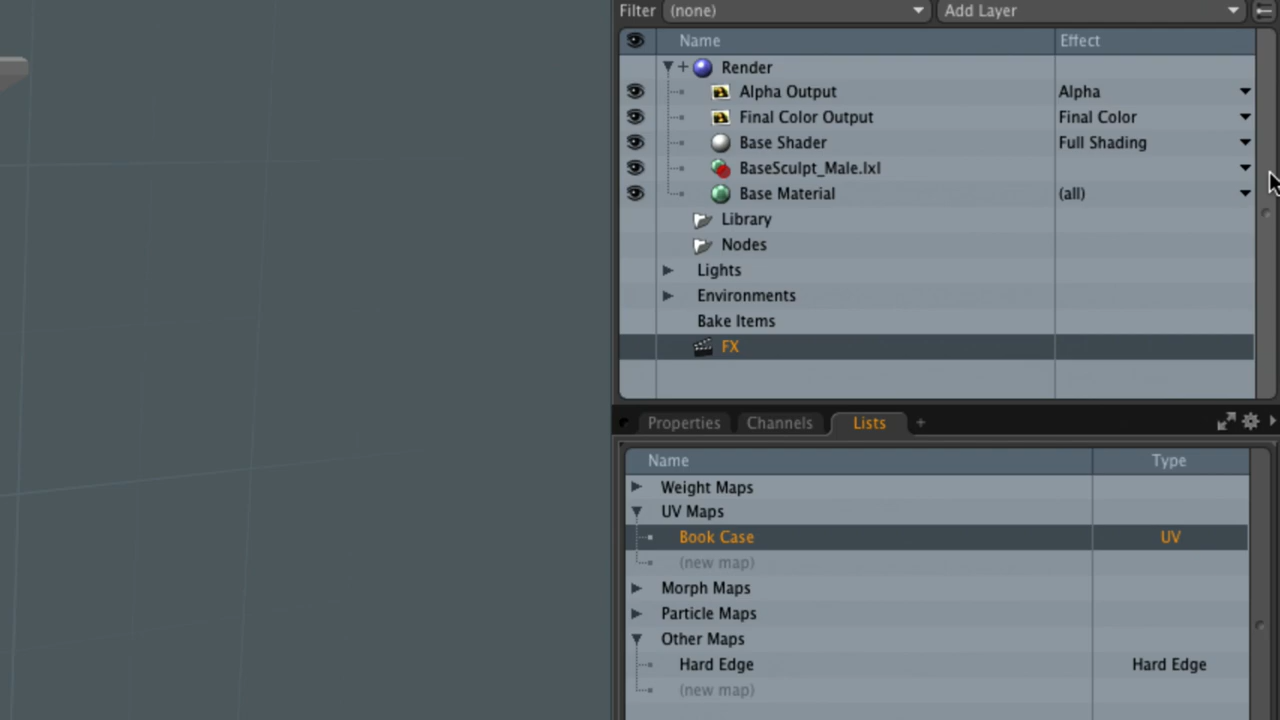 Filter (none) Add Layer
Name Effect
Render
Alpha Output Alpha
Final Color Output Final Color
Base Shader Full Shading
BaseSculpt_Male.lxl
Base Material (all)
Library
Nodes
Lights
Environments
Bake Items
FX
Properties Channels Lists +
Name Type
Weight Maps
UV Maps
Book Case UV
(new map)
Morph Maps
Particle Maps
Other Maps
Hard Edge Hard Edge
(new map)